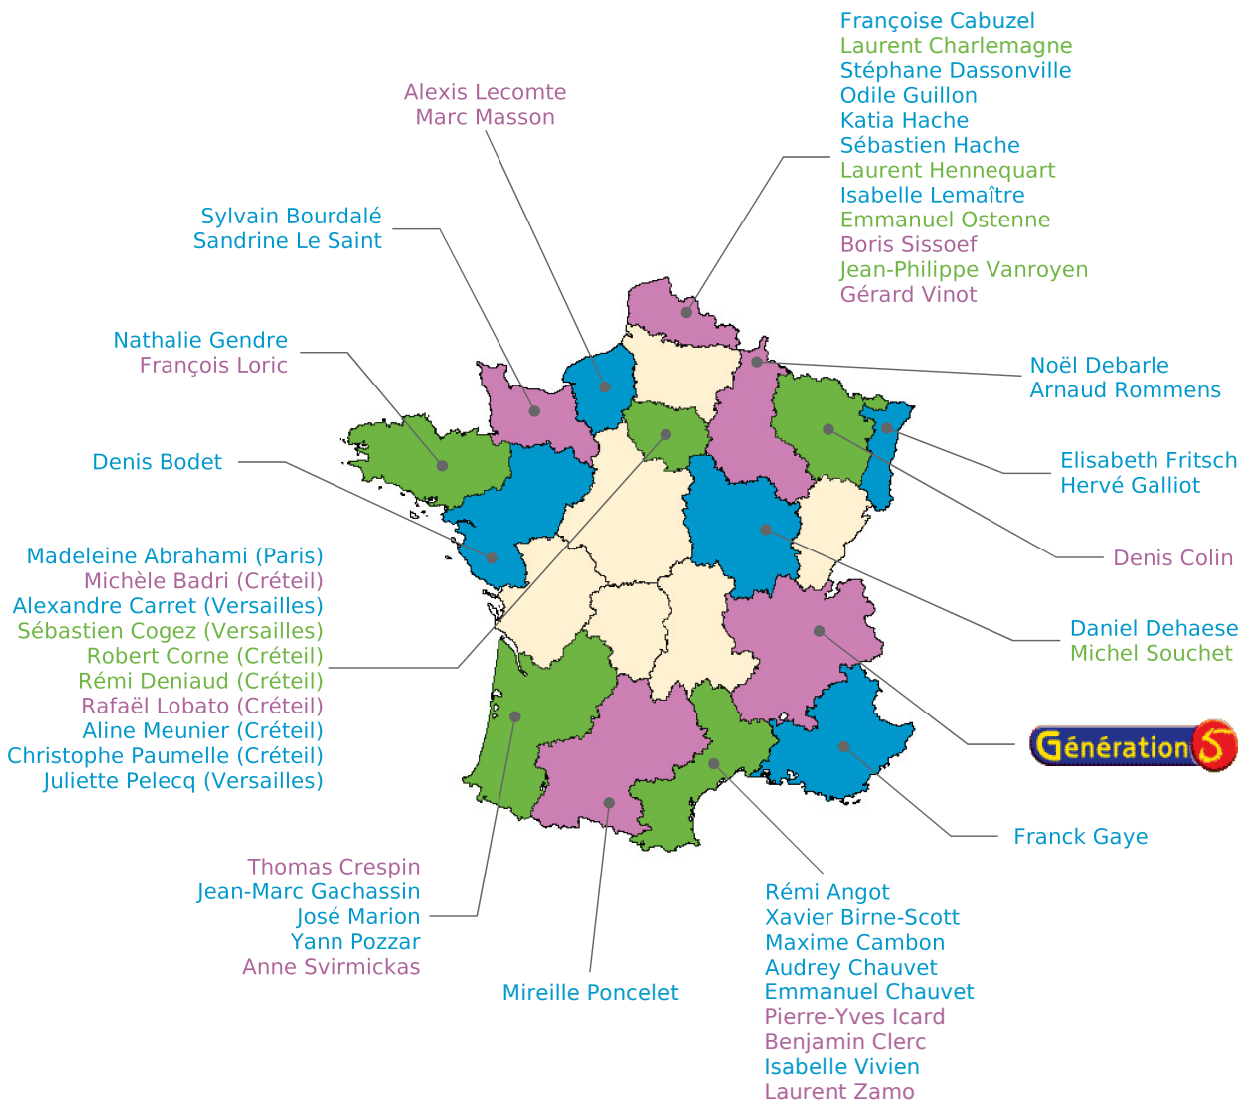 Françoise Cabuzel
Laurent Charlemagne
Stéphane Dassonville
Odile Guillon
Katia Hache
Sébastien Hache
Laurent Hennequart
Isabelle Lemaître
Emmanuel Ostenne
Boris Sissoef
Jean-Philippe Vanroyen
Gérard Vinot
Alexis Lecomte
Marc Masson
Sylvain Bourdalé
Sandrine Le Saint
Nathalie Gendre
François Loric
Noël Debarle
Arnaud Rommens
Denis Bodet
Elisabeth Fritsch
Hervé Galliot
Madeleine Abrahami (Paris)
Michèle Badri (Créteil)
Alexandre Carret (Versailles)
Sébastien Cogez (Versailles)
Robert Corne (Créteil)
Rémi Deniaud (Créteil)
Rafaël Lobato (Créteil)
Aline Meunier (Créteil)
Christophe Paumelle (Créteil)
Juliette Pelecq (Versailles)
Denis Colin
Daniel Dehaese
Michel Souchet
Génération 5
Franck Gaye
Thomas Crespin
Jean-Marc Gachassin
José Marion
Yann Pozzar
Anne Svirmickas
Mireille Poncelet
Rémi Angot
Xavier Birne-Scott
Maxime Cambon
Audrey Chauvet
Emmanuel Chauvet
Pierre-Yves Icard
Benjamin Clerc
Isabelle Vivien
Laurent Zamo